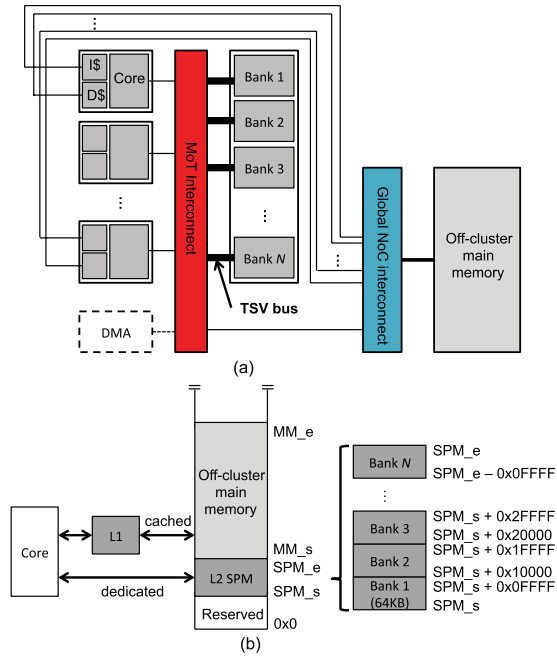 I$
Core
D$
MoT Interconnect
Bank 1
Bank 2
Bank 3
Bank N
TSV bus
DMA
Global NoC interconnect
Off-cluster
main
memory
(a)
MM_e
Off-cluster
main
memory
MM_s
SPM_e
L2 SPM
SPM_s
Reserved
0x0
Core
L1
cached
dedicated
Bank N
SPM_e
SPM_e – 0x0FFFF
Bank 3
SPM_s + 0x2FFFF
SPM_s + 0x20000
Bank 2
SPM_s + 0x1FFFF
SPM_s + 0x10000
Bank 1
(64KB)
SPM_s + 0x0FFFF
SPM_s
(b)